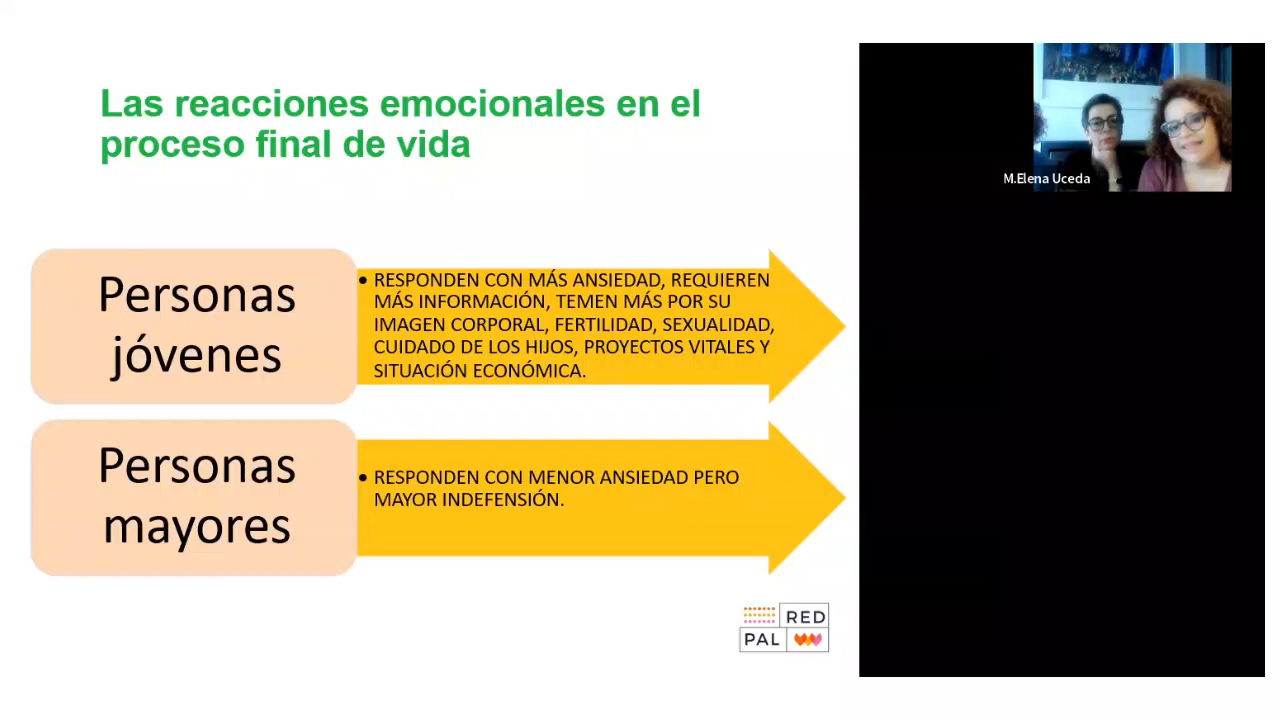 Las reacciones emocionales en el
proceso final de vida
M.Elena Uceda
Personas
jóvenes
• RESPONDEN CON MÁS ANSIEDAD, REQUIEREN
MÁS INFORMACIÓN, TEMEN MÁS POR SU
IMAGEN CORPORAL, FERTILIDAD, SEXUALIDAD,
CUIDADO DE LOS HIJOS, PROYECTOS VITALES Y
SITUACIÓN ECONÓMICA.
Personas
mayores
• RESPONDEN CON MENOR ANSIEDAD PERO
MAYOR INDEFENSIÓN.
RED
PAL